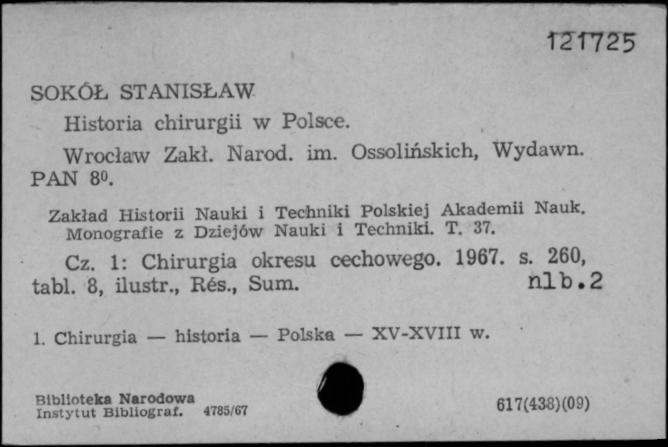 121725
SOKÓŁ STANISŁAW
Historia chirurgii w Polsce.
Wrocław Zakł. Narod. im. Ossolińskich, Wydawn.
PAN 8⁰.
Zakład Historii Nauki i Techniki Polskiej Akademii Nauk.
Monografie z Dziejów Nauki i Techniki. T. 37.
Cz. 1: Chirurgia okresu cechowego. 1967. s. 260,
tabl. 8, ilustr., Rés., Sum. nlb.2
1. Chirurgia — historia — Polska — XV-XVIII w.
Biblioteka Narodowa
Instytut Bibliograf. 4785/67 617(438)(09)